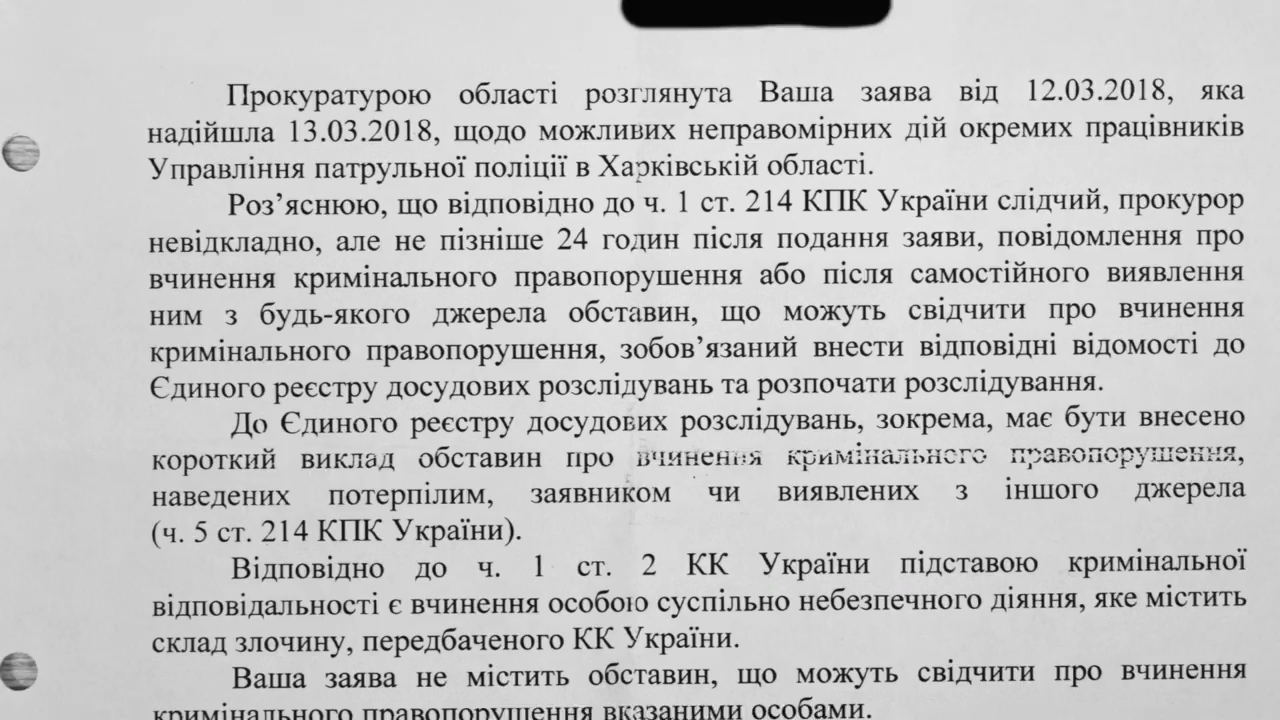 Прокуратурою області розглянута Ваша заява від 12.03.2018, яка
надійшла 13.03.2018, щодо можливих неправомірних дій окремих працівників
Управління патрульної поліції в Харківській області.
Роз’яснюю, що відповідно до ч. 1 ст. 214 КПК України слідчий, прокурор
невідкладно, але не пізніше 24 годин після подання заяви, повідомлення про
вчинення кримінального правопорушення або після самостійного виявлення
ним з будь-якого джерела обставин, що можуть свідчити про вчинення
кримінального правопорушення, зобов’язаний внести відповідні відомості до
Єдиного реєстру досудових розслідувань та розпочати розслідування.
До Єдиного реєстру досудових розслідувань, зокрема, має бути внесено
короткий виклад обставин про вчинення кримінального правопорушення,
наведених потерпілим, заявником чи виявлених з іншого джерела
(ч. 5 ст. 214 КПК України).
Відповідно до ч. 1 ст. 2 КК України підставою кримінальної
відповідальності є вчинення особою суспільно небезпечного діяння, яке містить
склад злочину, передбаченого КК України.
Ваша заява не містить обставин, що можуть свідчити про вчинення
кримінального правопорушення вказаними особами.